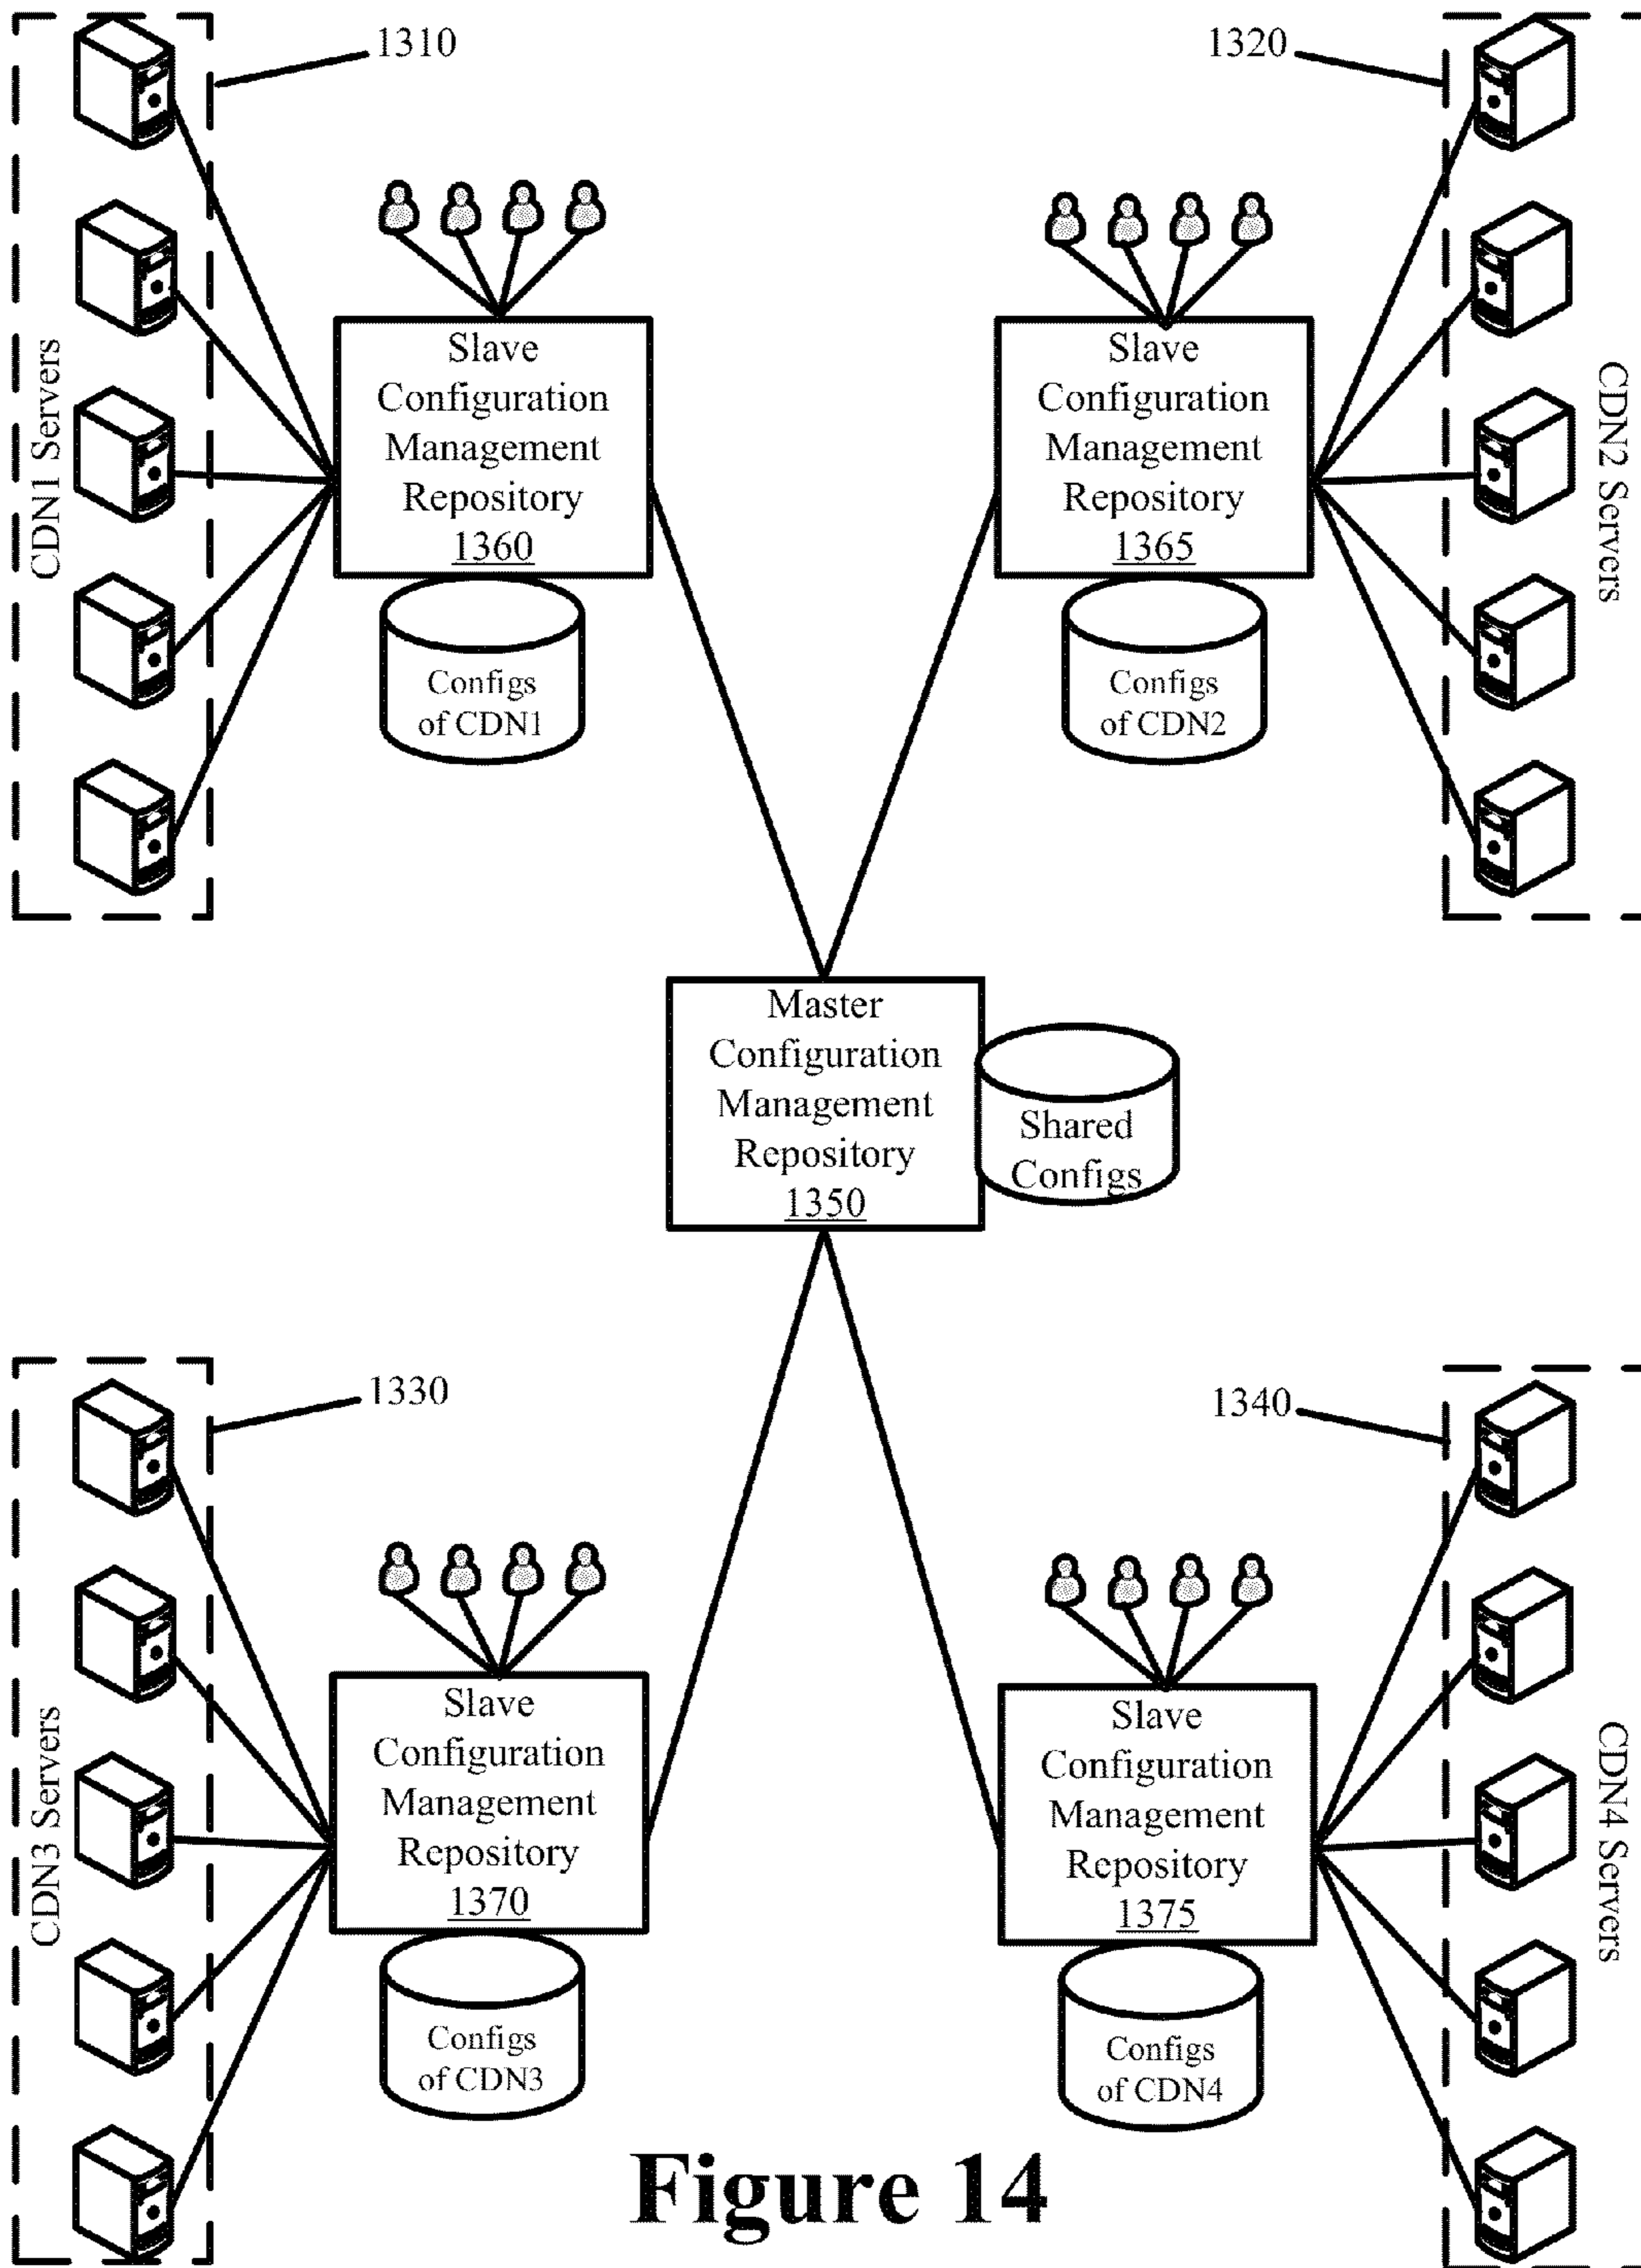 1310
1320
CDN1 Servers
Slave
Configuration
Management
Repository
1360
Configs
of CDN1
Slave
Configuration
Management
Repository
1365
Configs
of CDN2
CDN2 Servers
Master
Configuration
Management
Repository
1350
Shared
Configs
1330
1340
CDN3 Servers
Slave
Configuration
Management
Repository
1370
Configs
of CDN3
Slave
Configuration
Management
Repository
1375
Configs
of CDN4
CDN4 Servers
Figure 14